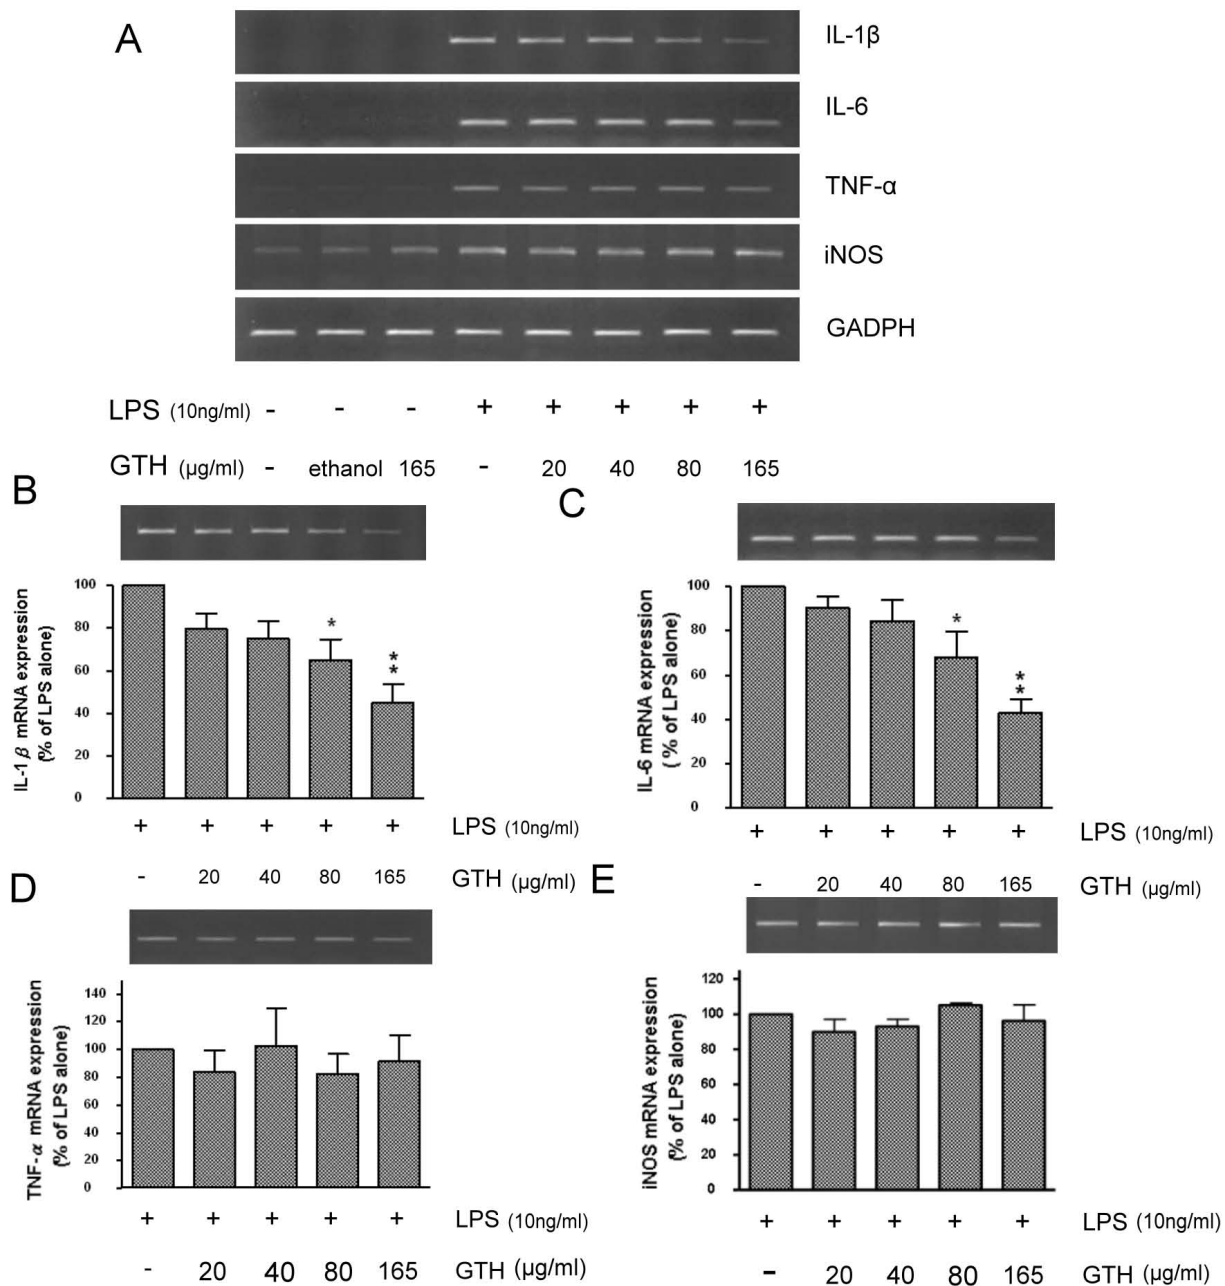 A
IL-1β
IL-6
TNF-α
iNOS
GADPH
LPS (10ng/ml) - - - + + + + +
GTH (μg/ml) - ethanol 165 - 20 40 80 165
B
IL-1 β mRNA expression
(% of LPS alone)
100
80
60
40
20
0
*
**
+ + + + + LPS (10ng/ml)
- 20 40 80 165 GTH (μg/ml)
C
IL-6 mRNA expression
( % of LPS alone)
100
80
60
40
20
0
*
**
+ + + + + LPS (10ng/ml)
- 20 40 80 165 GTH (μg/ml)
D
TNF-α mRNA expression
(% of LPS alone)
140
120
100
80
60
40
20
0
+ + + + + LPS (10ng/ml)
- 20 40 80 165 GTH (μg/ml)
E
iNOS mRNA expression
(% of LPS alone)
120
100
80
60
40
20
0
+ + + + + LPS (10ng/ml)
- 20 40 80 165 GTH (μg/ml)